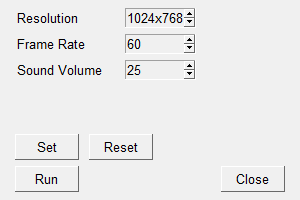 Resolution 1024x768
Frame Rate 60
Sound Volume 25
Set Reset
Run Close